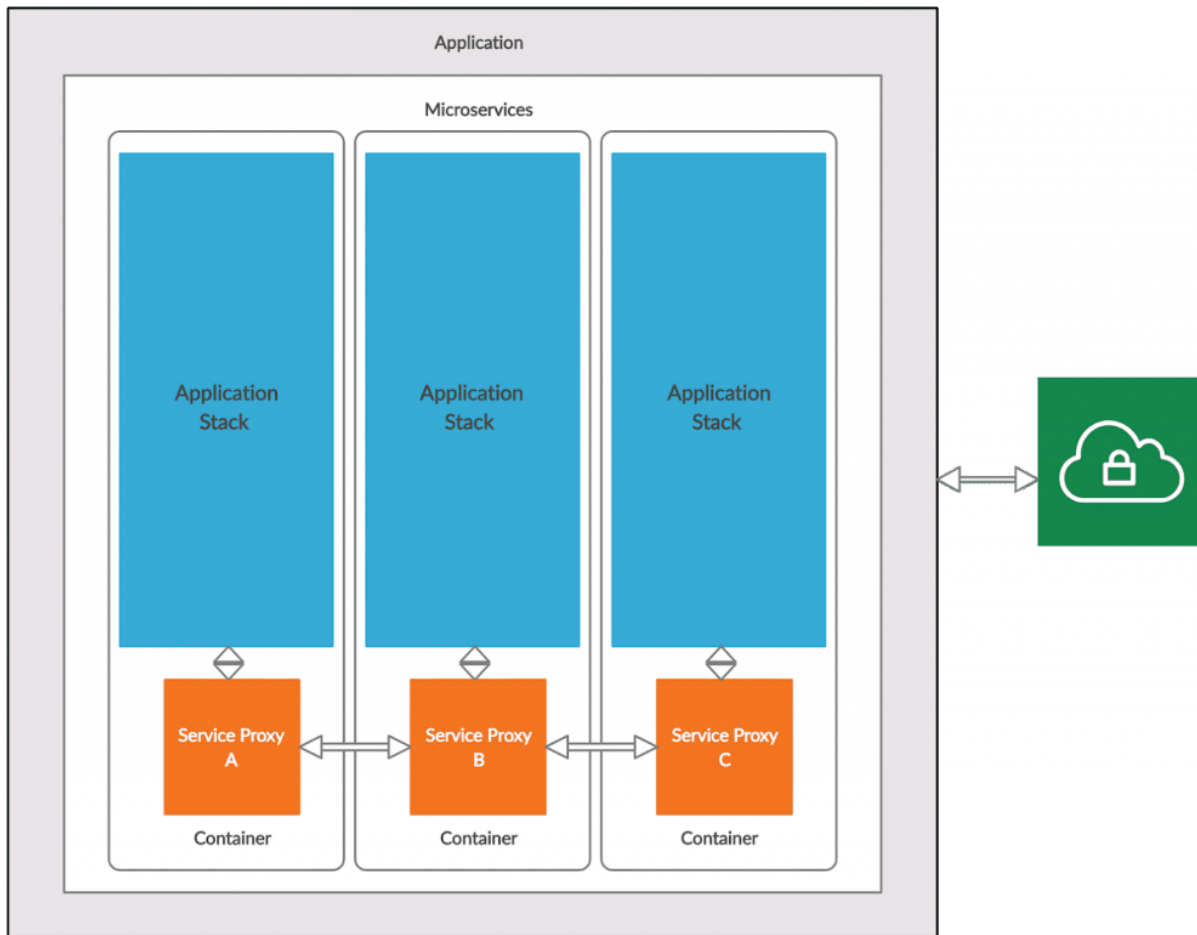 Application
Microservices
Application
Stack
Application
Stack
Application
Stack
Service Proxy
A
Service Proxy
B
Service Proxy
C
Container
Container
Container